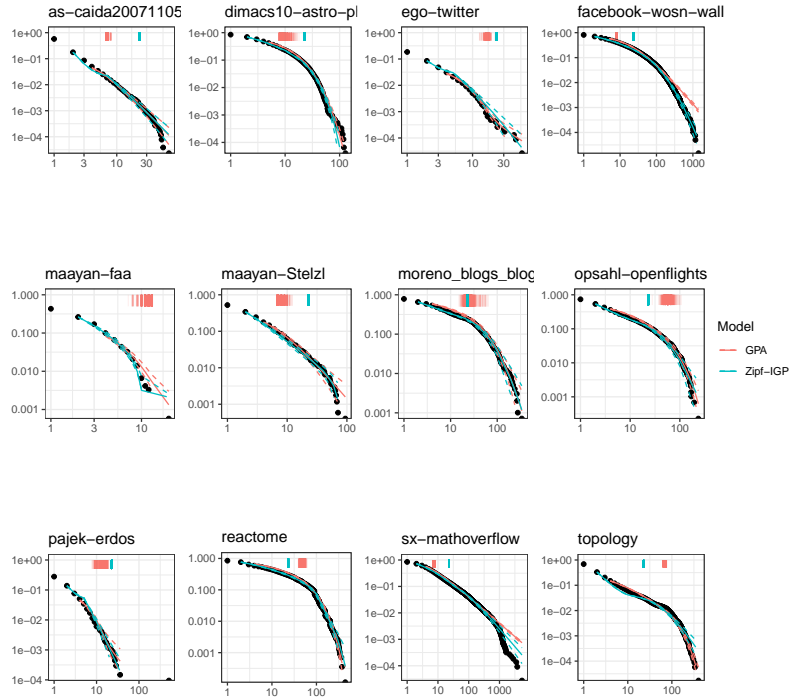 as−caida20071105
dimacs10−astro−pl
ego−twitter
facebook−wosn−wall
1e+00
1e−01
1e−02
1e−03
1e−04
1 3 10 30
1e+00
1e−01
1e−02
1e−03
1e−04
1 10 100
1e+00
1e−01
1e−02
1e−03
1e−04
1 3 10 30
1e+00
1e−01
1e−02
1e−03
1e−04
1 10 100 1000
maayan−faa
maayan−Stelzl
moreno_blogs_blog
opsahl−openflights
1.000
0.100
0.010
0.001
1 3 10
1.000
0.100
0.010
0.001
1 10 100
1.000
0.100
0.010
0.001
1 10 100
1.000
0.100
0.010
0.001
1 10 100
Model
GPA
Zipf−IGP
pajek−erdos
reactome
sx−mathoverflow
topology
1e+00
1e−01
1e−02
1e−03
1e−04
1 10 100
1.000
0.100
0.010
0.001
1 10 100
1e+00
1e−01
1e−02
1e−03
1e−04
1 10 100 1000
1e+00
1e−01
1e−02
1e−03
1e−04
1 10 100